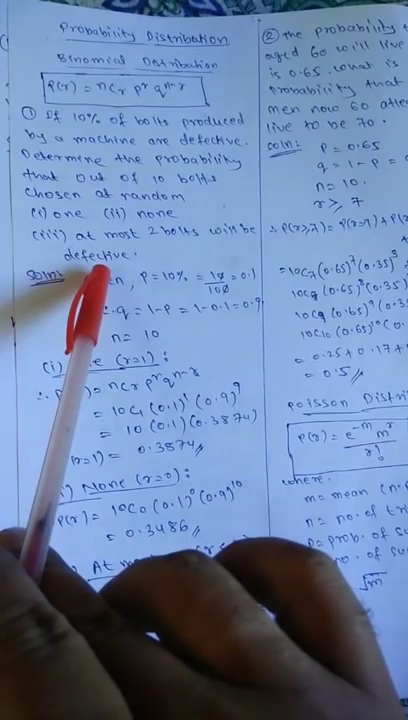 Probability Distribution
Binomial Distribution
P(r) = nCr p^r q^n-r
① If 10% of bolts produced
by a machine are defective.
Determine the probability
that out of 10 bolts
chosen at random
(i) one (ii) none
(iii) at most 2 bolts will be
defective.
Soln:
, P = 10% = 10/100 = 0.1
q = 1-P = 1-0.1 = 0.9
n = 10
(i) (r=1) :
∴ = nCr p^r q^n-r
= 10C1 (0.1)^1 (0.9)^9
= 10 (0.1) (0.3874)
(r=1) = 0.3874
None (r=0) :
P(r) = 10C0 (0.1)^0 (0.9)^10
= 0.3486
At
② The probability
aged 60 will live
is 0.65. what is
probability that
men now 60
live to be 70.
Soln: P = 0.65
q = 1-P =
n = 10.
r ≥ 7
∴ P(r≥7) = P(r=7) + P(r
= 10C7 (0.65)^7 (0.35)^3
10C8 (0.65)^8 (0.35)
10C9 (0.65)^9 (0.3
10C10 (0.65)^10 (0.
= 0.25 + 0.17 +
= 0.5
Poisson Distri
P(r) = e^-m m^r / r!
where.
m = mean (n.p
n = no. of tr
p = prob. of su
no. of su
√m